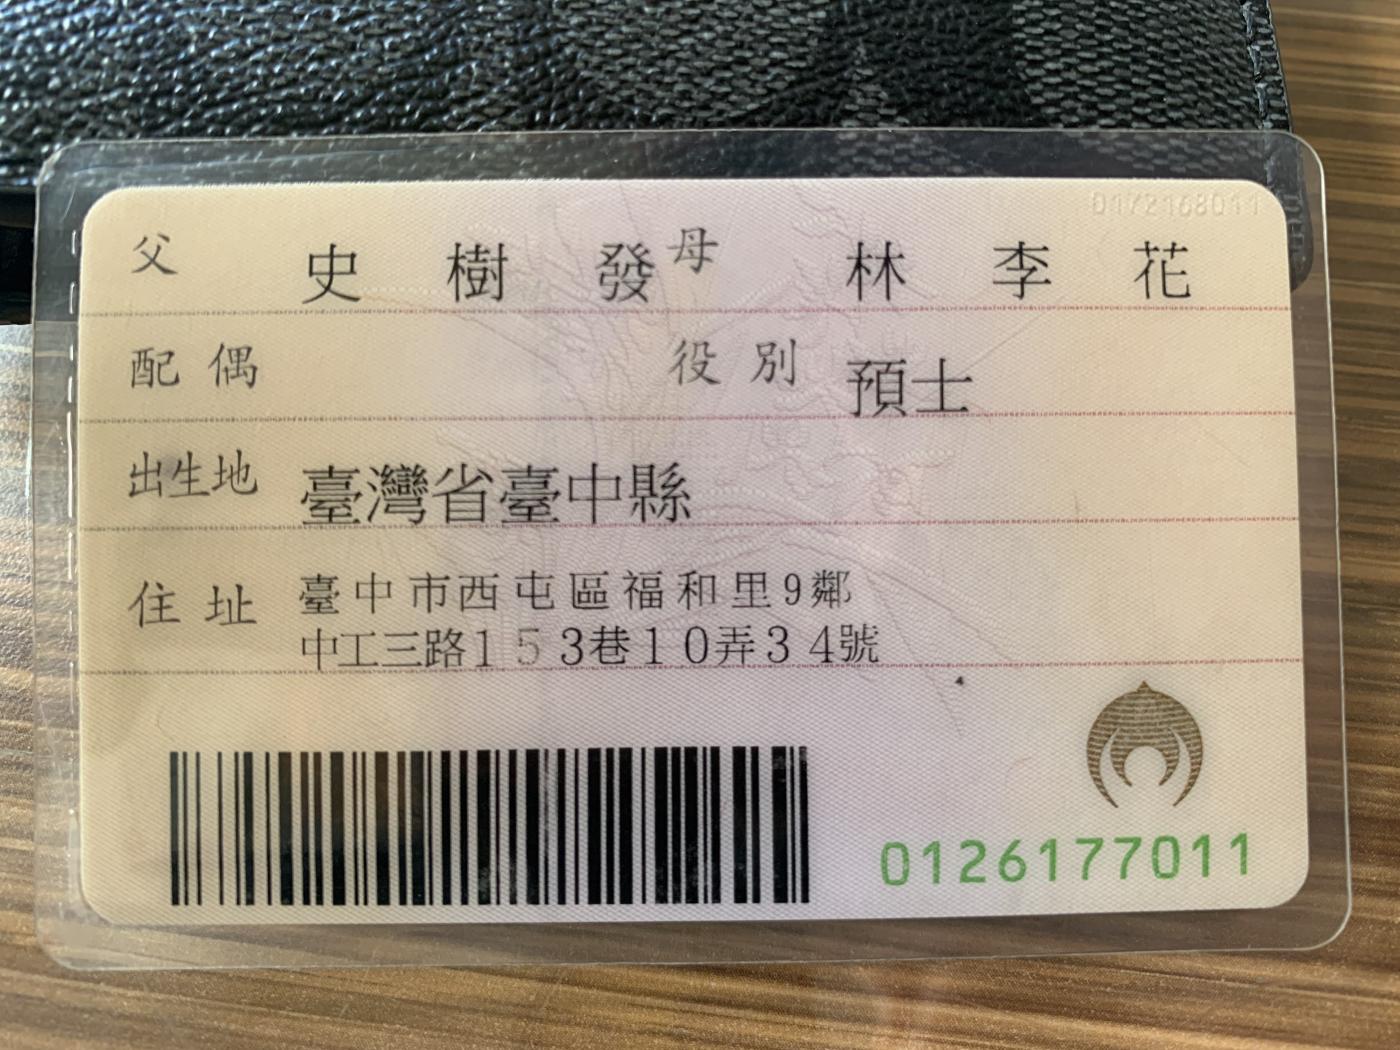 0172168011
父 史樹發 母 林李花
配偶 役別 預士
出生地 臺灣省臺中縣
住址 臺中市西屯區福和里9鄰
中工三路153巷10弄34號
0126177011